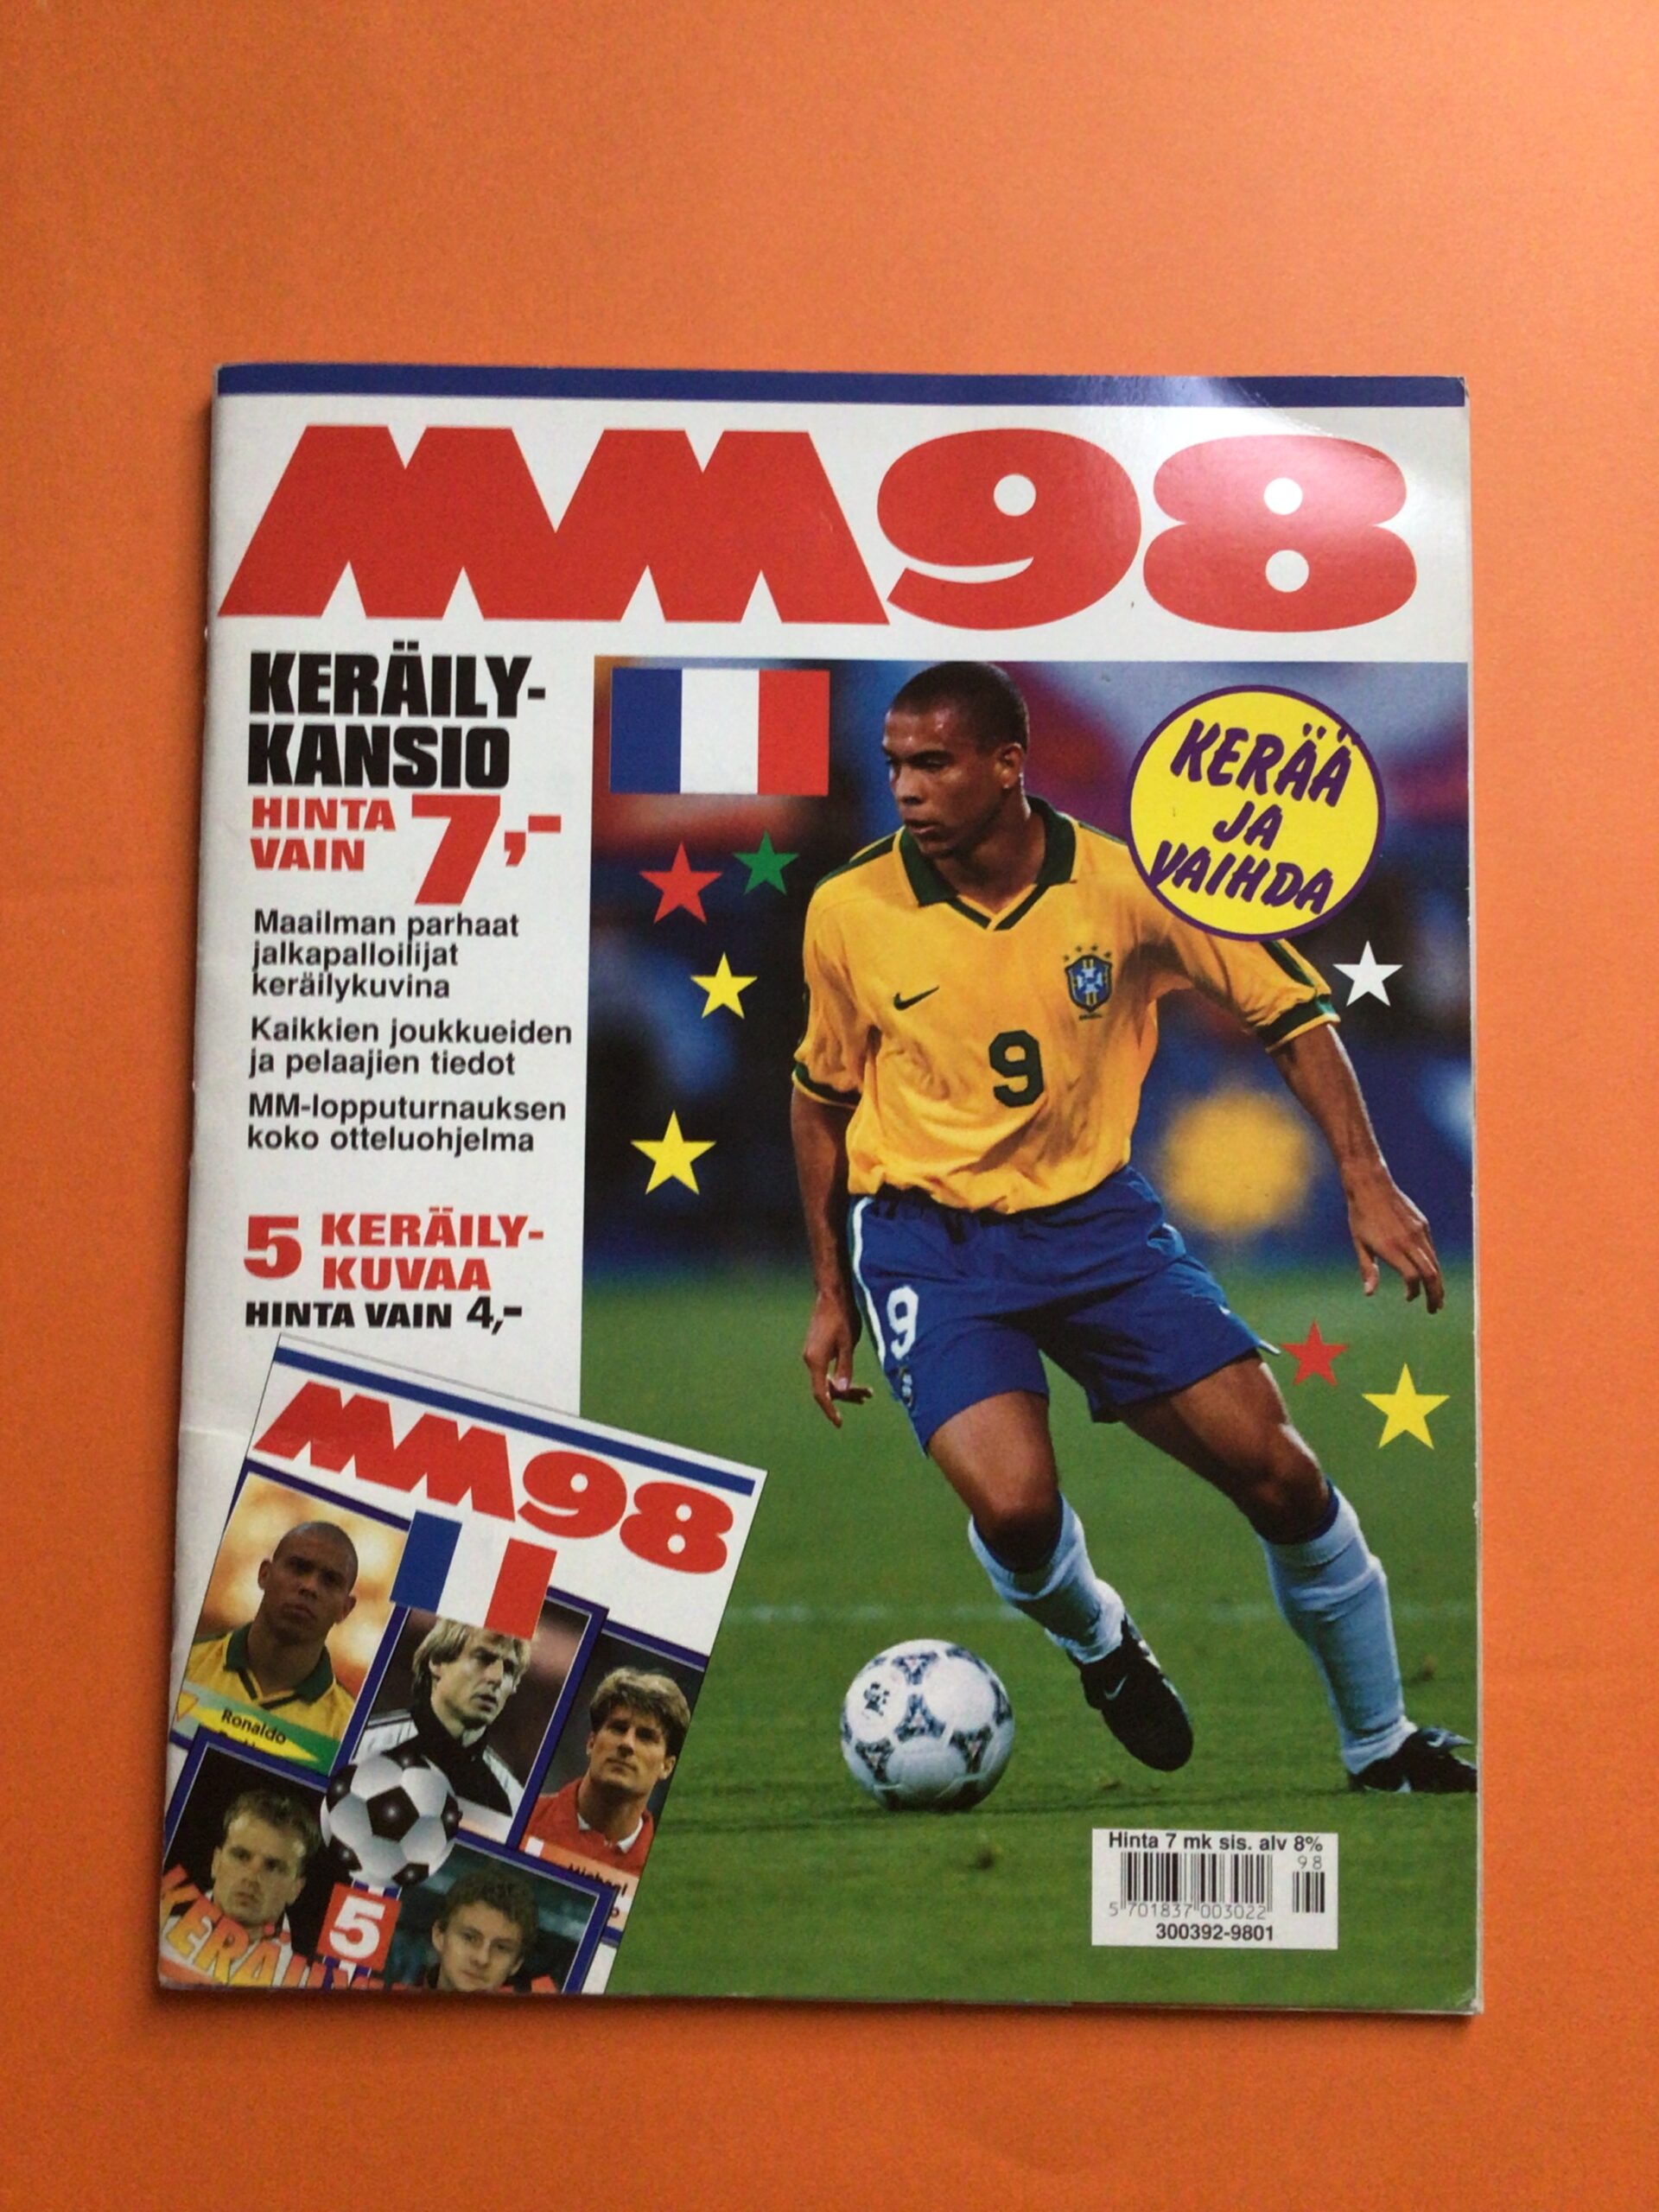 MM98
KERÄILY-
KANSIO
HINTA
VAIN 7,-
Maailman parhaat
jalkapalloilijat
keräilykuvina
Kaikkien joukkueiden
ja pelaajien tiedot
MM-lopputurnauksen
koko otteluohjelma
5 KERÄILY-
KUVAA
HINTA VAIN 4,-
KERÄÄ
JA
VAIHDA
9
9
MM98
Ronaldo
5
Hinta 7 mk sis. alv 8%
98
5 701837 003022
300392-9801